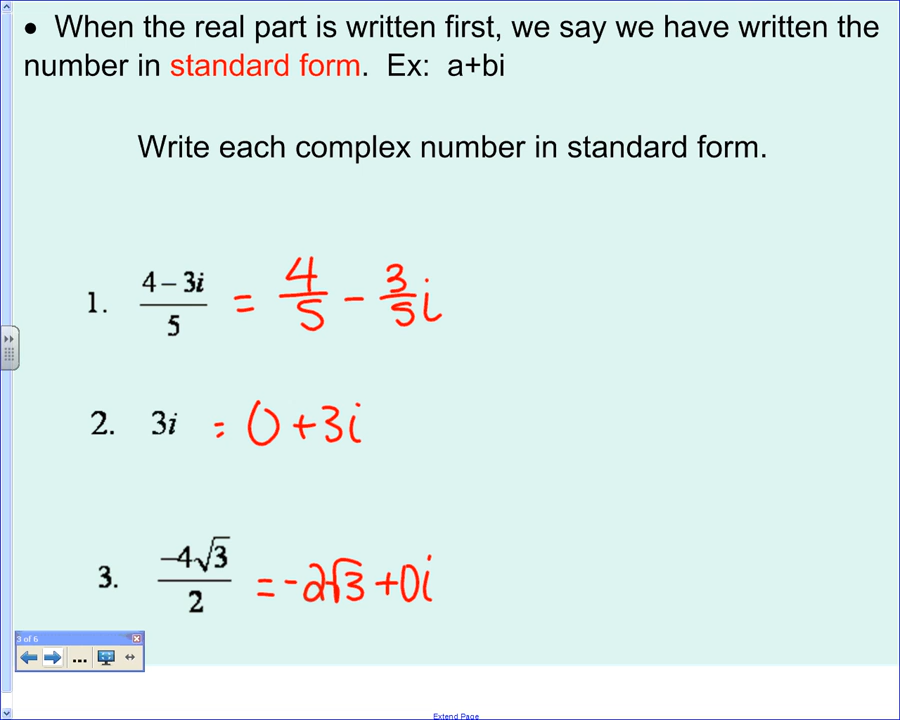 • When the real part is written first, we say we have written the
number in standard form. Ex: a+bi
Write each complex number in standard form.
1. (4 – 3i)/5 = 4/5 - 3/5 i
2. 3i = 0+3i
3. (–4√3)/2 = -2√3 +0i
3 of 6
...
Extend Page